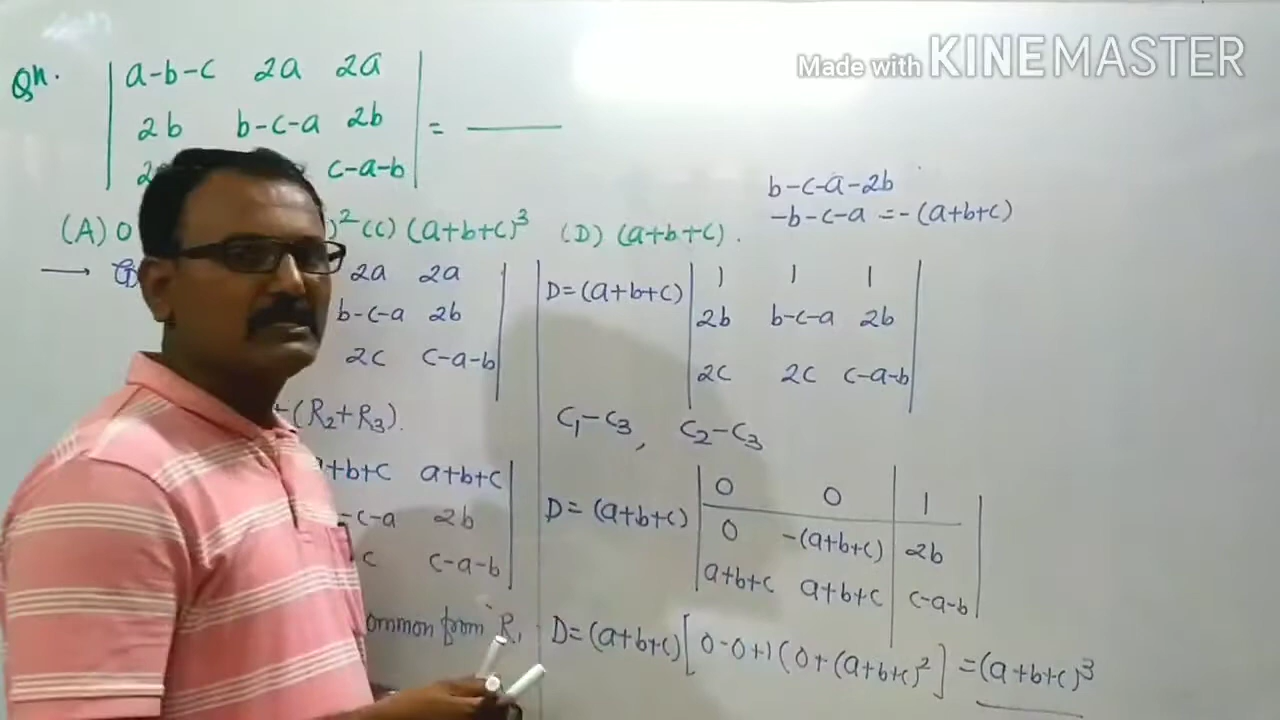 Made with KINEMASTER
Qn. | a-b-c 2a 2a |
| 2b b-c-a 2b | = ____
| 2 c-a-b |
(A) 0 )² (C) (a+b+c)³ (D) (a+b+c).
→ 2a 2a
b-c-a 2b
2c c-a-b
(R₂+R₃).
+b+c a+b+c
-c-a 2b
c c-a-b
ommon from R₁
b-c-a-2b
-b-c-a = -(a+b+c)
D=(a+b+c) | 1 1 1 |
| 2b b-c-a 2b |
| 2c 2c c-a-b |
C₁-C₃, C₂-C₃
D=(a+b+c) | 0 0 1 |
| 0 -(a+b+c) 2b |
| a+b+c a+b+c c-a-b |
D=(a+b+c)[0-0+1(0+(a+b+c)²] =(a+b+c)³